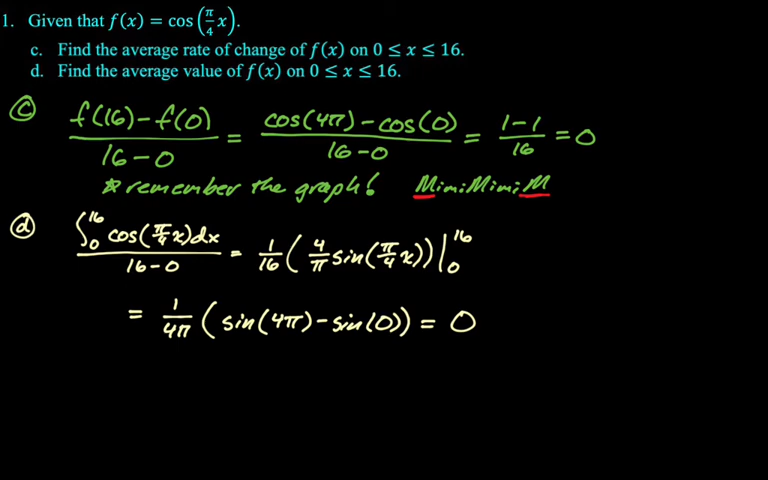 1. Given that f(x) = cos(π/4 x).
c. Find the average rate of change of f(x) on 0 ≤ x ≤ 16.
d. Find the average value of f(x) on 0 ≤ x ≤ 16.
ⓒ (f(16) - f(0))/(16 - 0) = (cos(4π) - cos(0))/(16 - 0) = (1 - 1)/16 = 0
* remember the graph! MimiMimiM
ⓓ (∫₀¹⁶ cos(π/4 x)dx)/(16 - 0) = 1/16 (4/π sin(π/4 x))|₀¹⁶
= 1/4π (sin(4π) - sin(0)) = 0